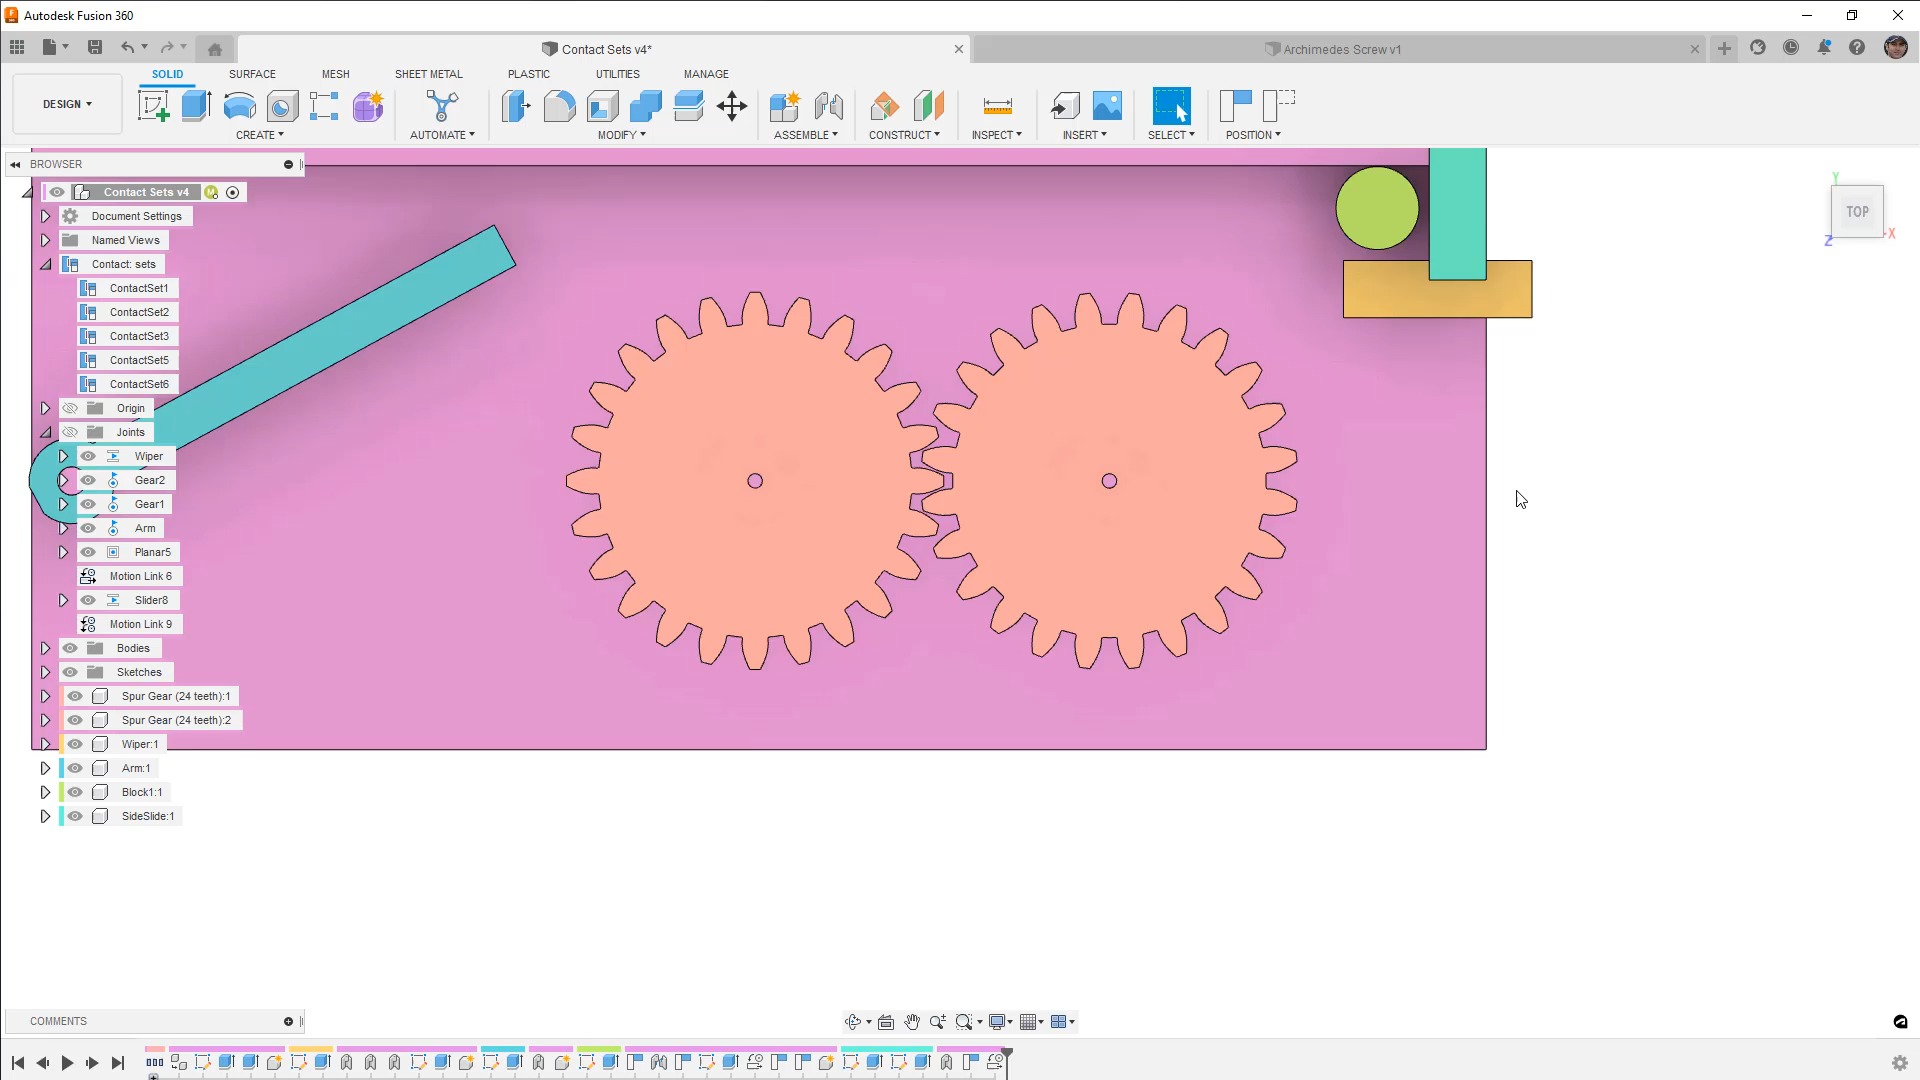 Autodesk Fusion 360
Contact Sets v4*
Archimedes Screw v1
SOLID
SURFACE
MESH
SHEET METAL
PLASTIC
UTILITIES
MANAGE
DESIGN
CREATE
AUTOMATE
MODIFY
ASSEMBLE
CONSTRUCT
INSPECT
INSERT
SELECT
POSITION
BROWSER
Contact Sets v4
Document Settings
Named Views
Contact: sets
ContactSet1
ContactSet2
ContactSet3
ContactSet5
ContactSet6
Origin
Joints
Wiper
Gear2
Gear1
Arm
Planar5
Motion Link 6
Slider8
Motion Link 9
Bodies
Sketches
Spur Gear (24 teeth):1
Spur Gear (24 teeth):2
Wiper:1
Arm:1
Block1:1
SideSlide:1
Y
TOP
X
Z
COMMENTS